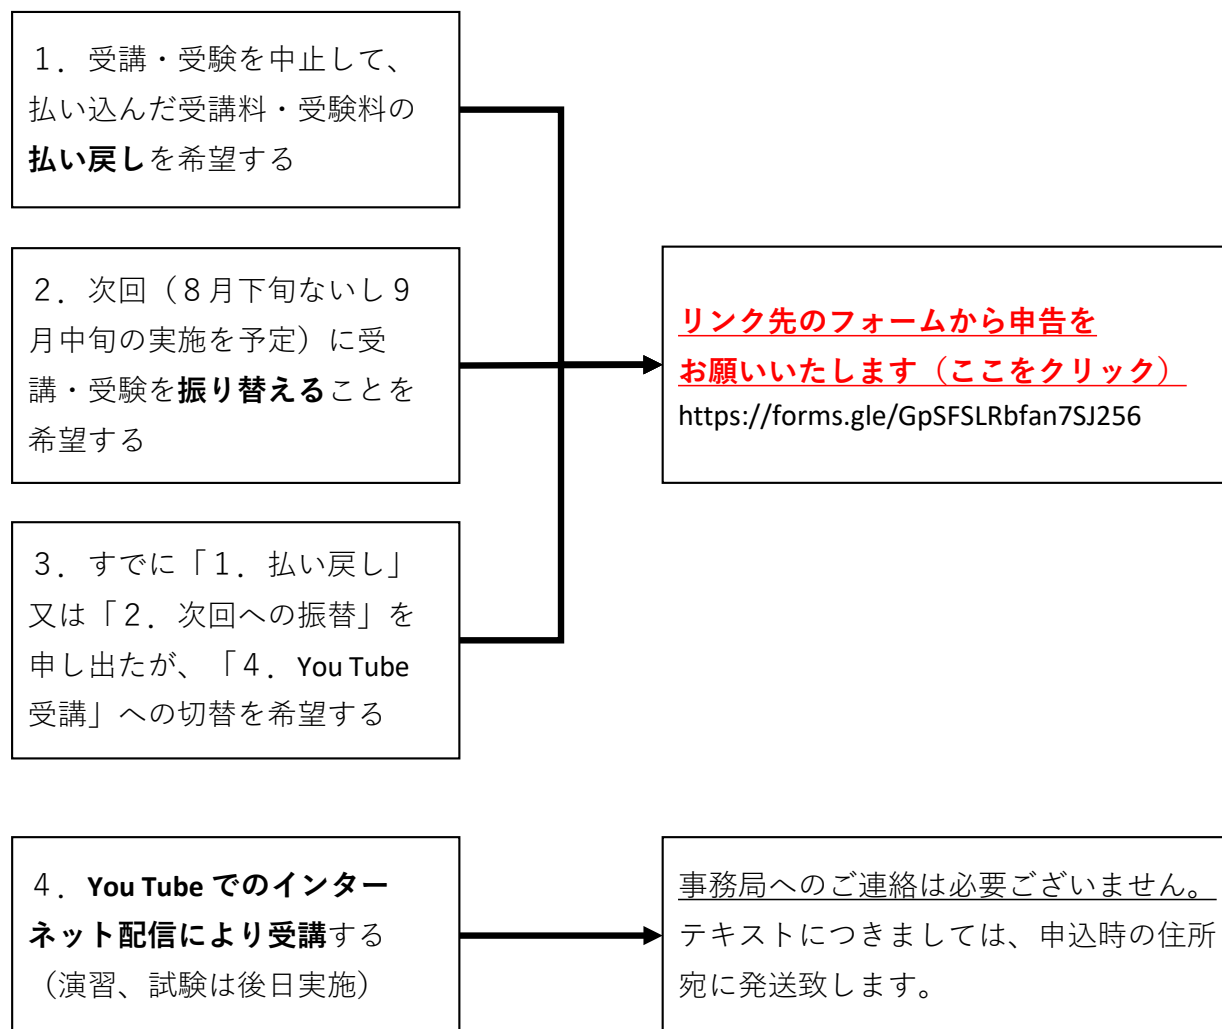 １．受講・受験を中止して、
払い込んだ受講料・受験料の
払い戻しを希望する
２．次回（８月下旬ないし９
月中旬の実施を予定）に受
講・受験を振り替えることを
希望する
リンク先のフォームから申告を
お願いいたします（ここをクリック）
https://forms.gle/GpSFSLRbfan7SJ256
３．すでに「１．払い戻し」
又は「２．次回への振替」を
申し出たが、「４．You Tube
受講」への切替を希望する
４．You Tube でのインター
ネット配信により受講する
（演習、試験は後日実施）
事務局へのご連絡は必要ございません。
テキストにつきましては、申込時の住所
宛に発送致します。